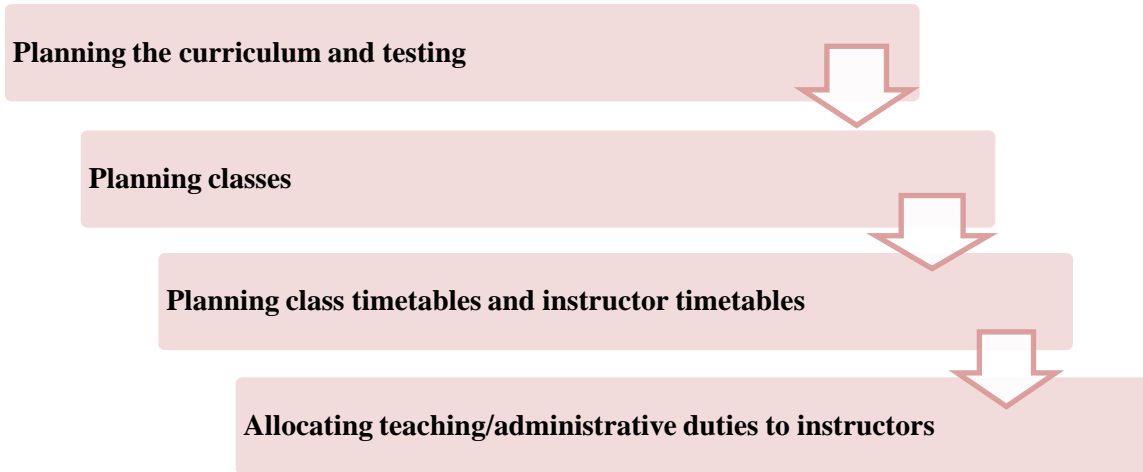 Planning the curriculum and testing
Planning classes
Planning class timetables and instructor timetables
Allocating teaching/administrative duties to instructors